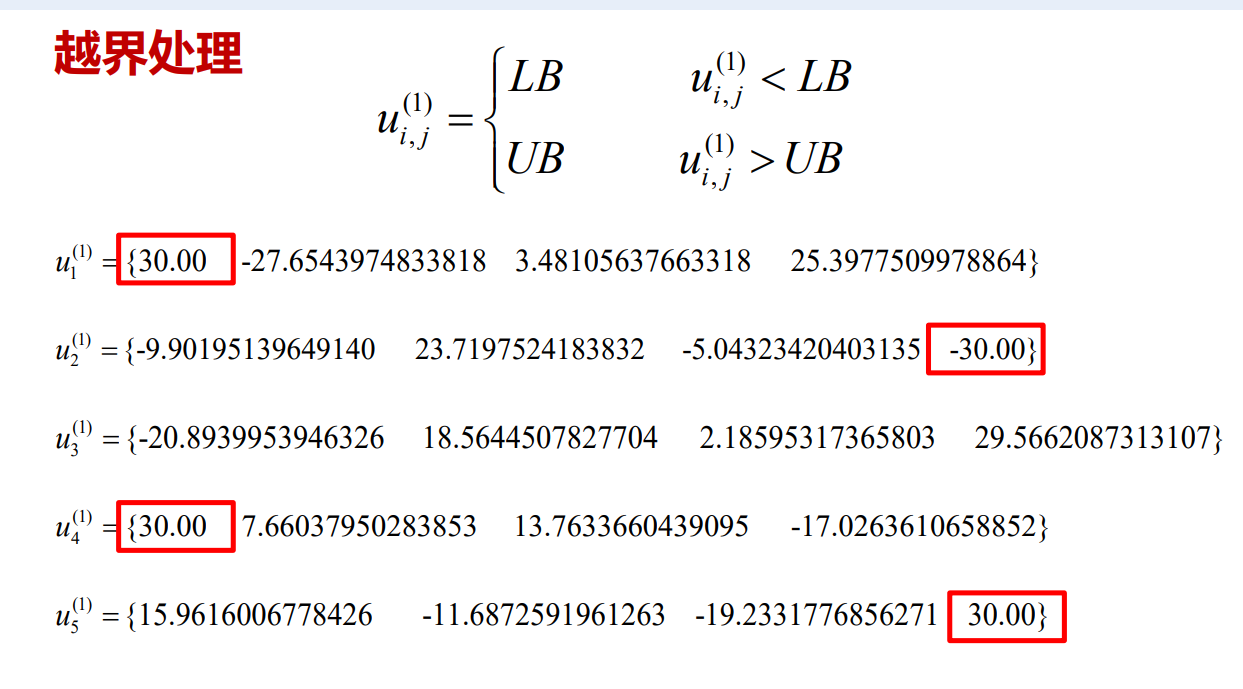 越界处理
u_{i,j}^{(1)} = { LB    u_{i,j}^{(1)} < LB
UB    u_{i,j}^{(1)} > UB
u_1^{(1)} = {30.00 -27.6543974833818 3.48105637663318 25.3977509978864}
u_2^{(1)} = {-9.90195139649140 23.7197524183832 -5.04323420403135 -30.00}
u_3^{(1)} = {-20.8939953946326 18.5644507827704 2.18595317365803 29.5662087313107}
u_4^{(1)} = {30.00 7.66037950283853 13.7633660439095 -17.0263610658852}
u_5^{(1)} = {15.9616006778426 -11.6872591961263 -19.2331776856271 30.00}